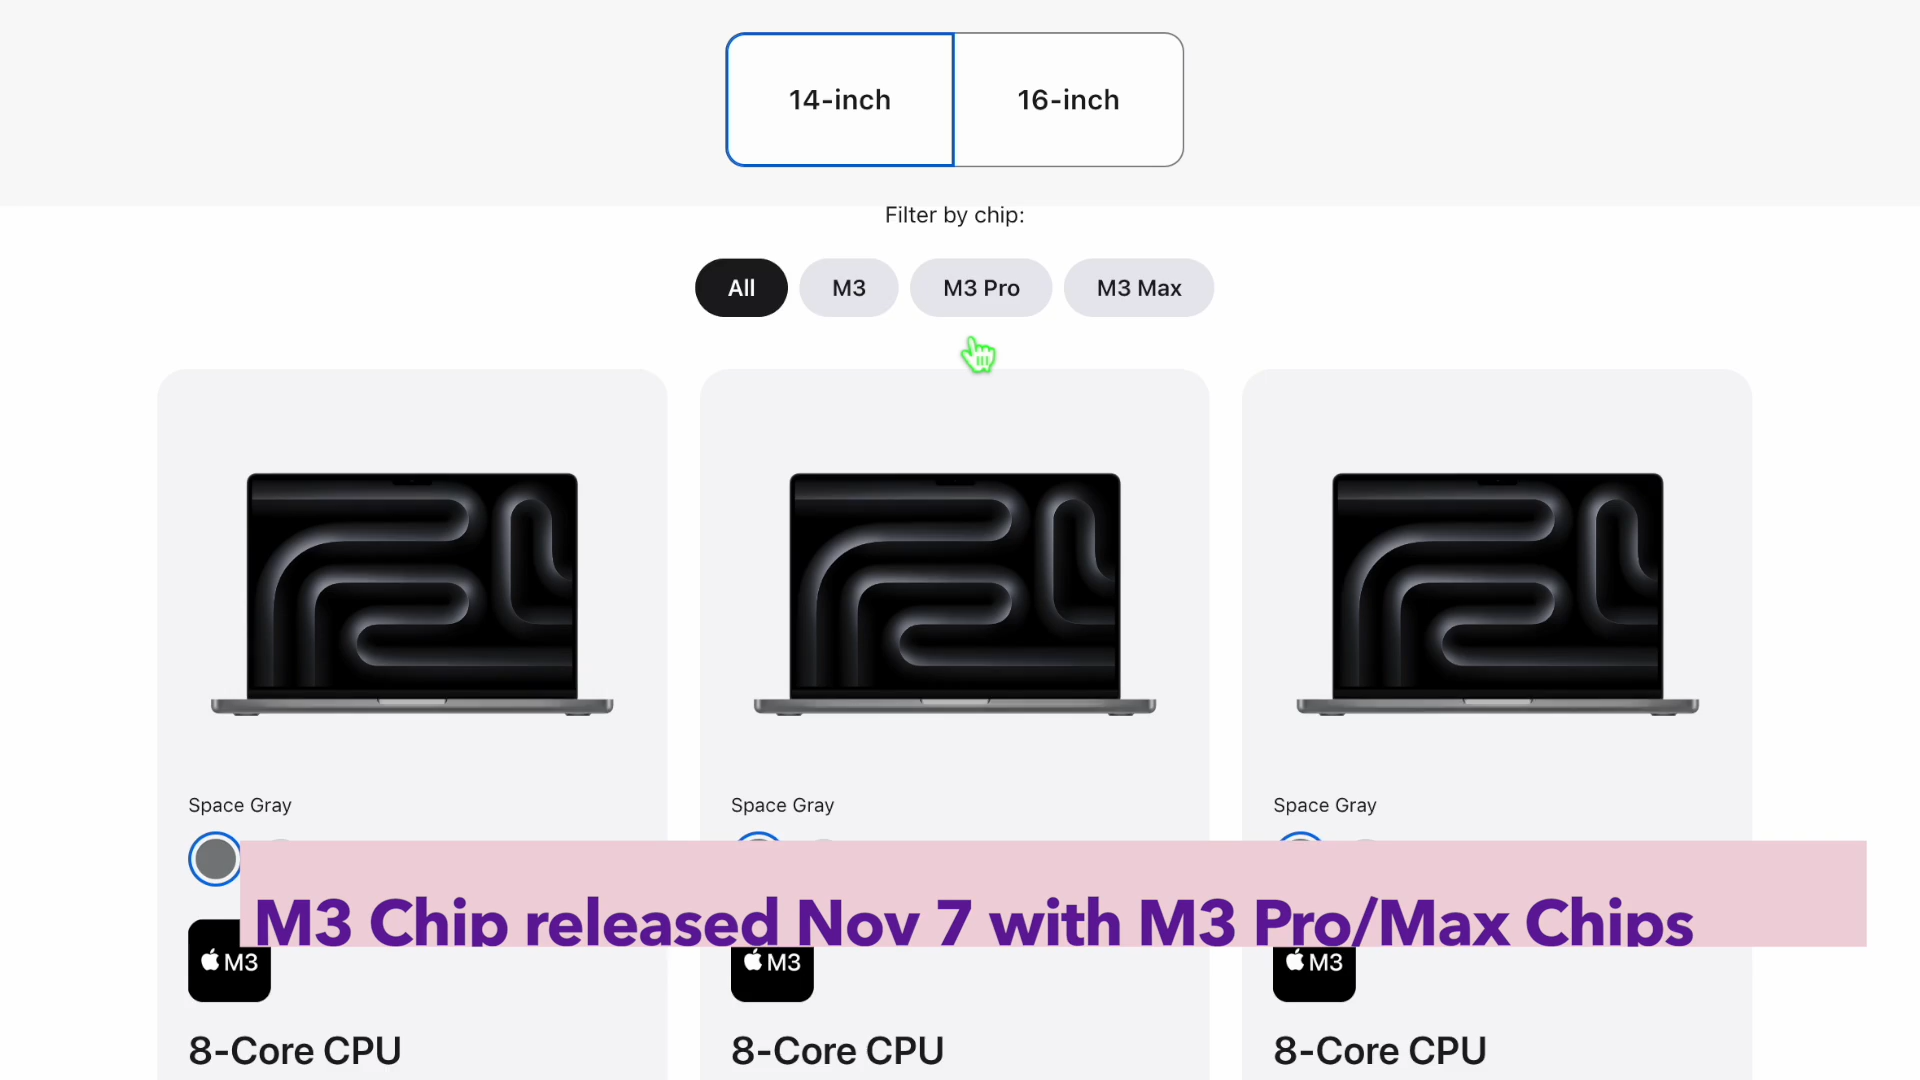 14-inch 16-inch
Filter by chip:
All M3 M3 Pro M3 Max
Space Gray Space Gray Space Gray
M3 Chip released Nov 7 with M3 Pro/Max Chips
M3 M3 M3
8-Core CPU 8-Core CPU 8-Core CPU